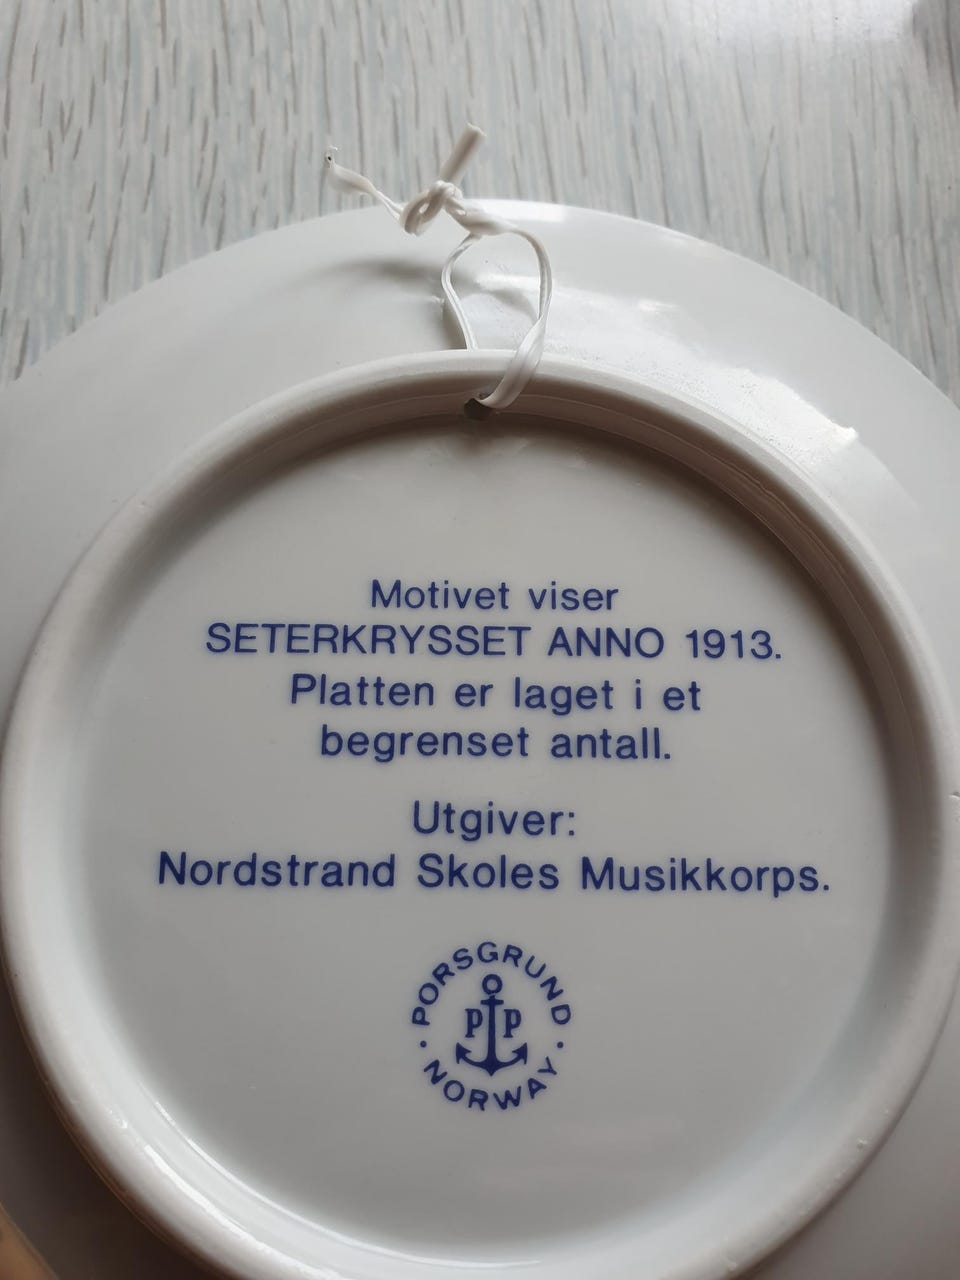 Motivet viser
SETERKRYSSET ANNO 1913.
Platten er laget i et
begrenset antall.
Utgiver:
Nordstrand Skoles Musikkorps.
PORSGRUND
PP
NORWAY